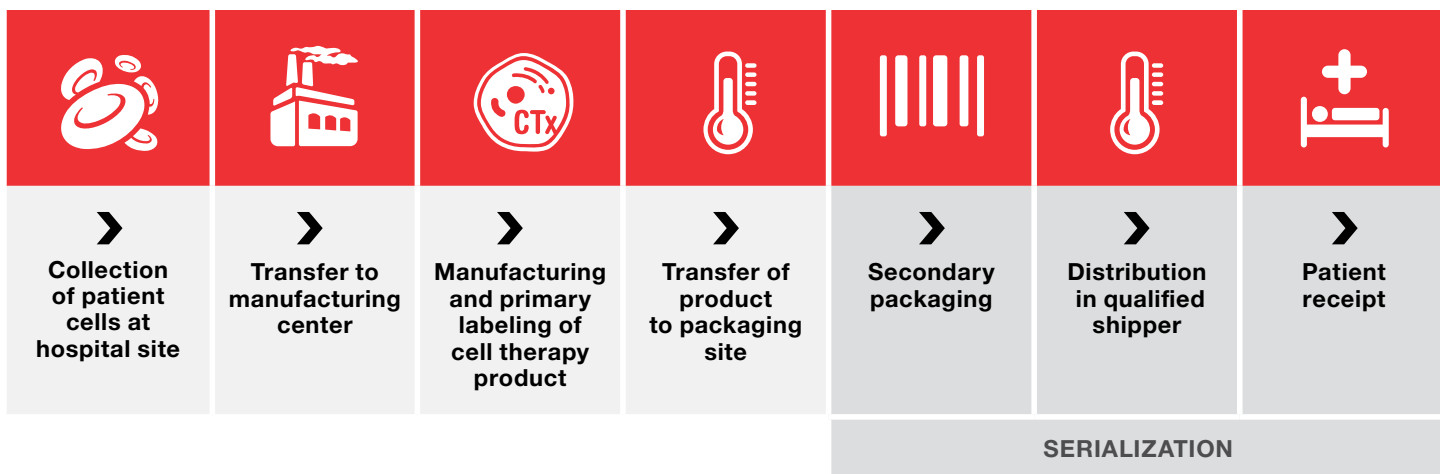 CTx
Collection
of patient
cells at
hospital site
Transfer to
manufacturing
center
Manufacturing
and primary
labeling of
cell therapy
product
Transfer of
product
to packaging
site
Secondary
packaging
Distribution
in qualified
shipper
Patient
receipt
SERIALIZATION